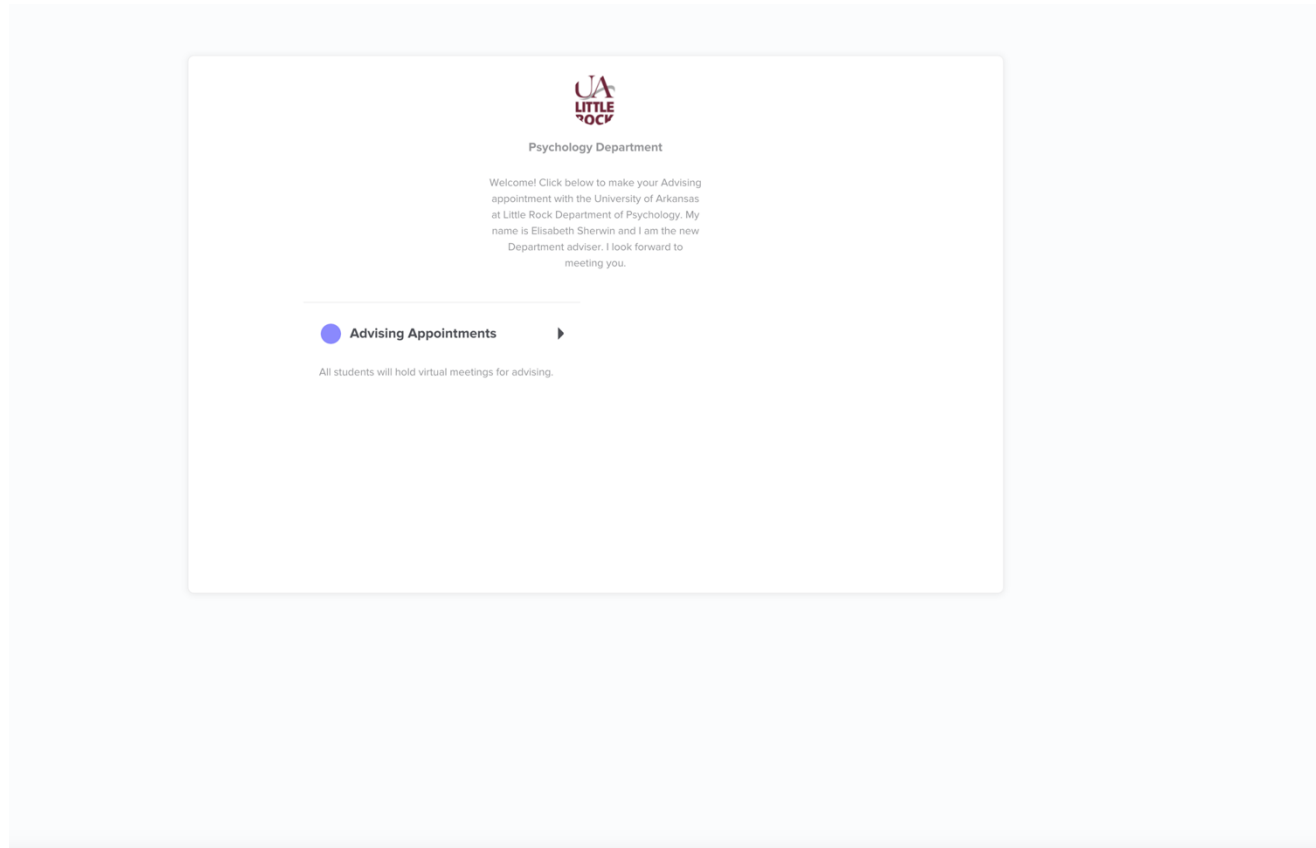 UA
LITTLE
ROCK
Psychology Department
Welcome! Click below to make your Advising
appointment with the University of Arkansas
at Little Rock Department of Psychology. My
name is Elisabeth Sherwin and I am the new
Department adviser. I look forward to
meeting you.
Advising Appointments
All students will hold virtual meetings for advising.